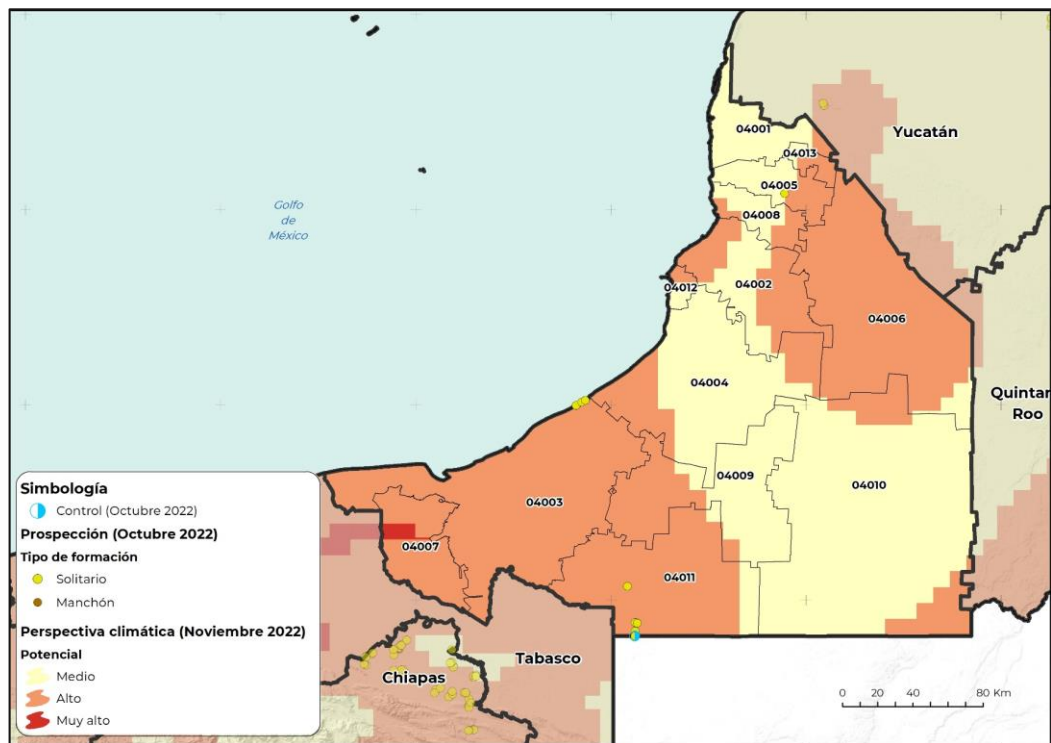 04001
Yucatán
04013
04005
Golfo
de
México
04008
04002
04012
04006
04004
Quintan
Roo
04009
04010
04003
04007
04011
Tabasco
Chiapas
Simbología
Control (Octubre 2022)
Prospección (Octubre 2022)
Tipo de formación
Solitario
Manchón
Perspectiva climática (Noviembre 2022)
Potencial
Medio
Alto
Muy alto
0 20 40 60 80 Km